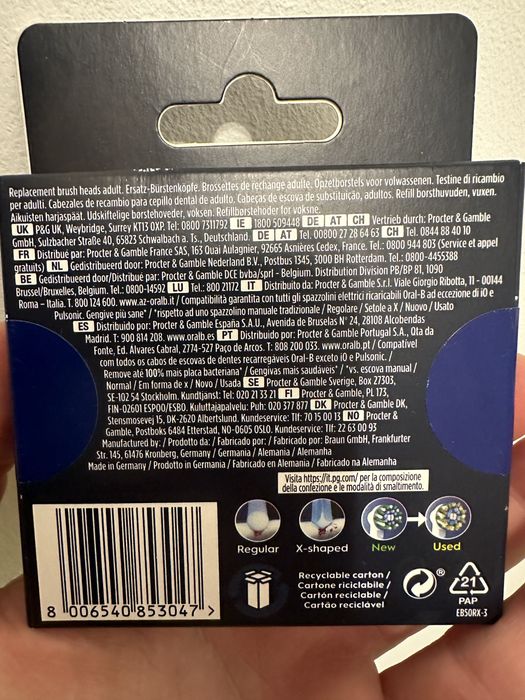 Replacement brush heads adult. Ersatz-Burstenköpfe. Brossettes de rechange adulte. Opzetborstels voor volwassenen. Testine di ricambio
per adulti. Cabezales de recambio para cepillo dental de adulto. Cabeças de escova de substituição, adultos. Refill borsthuvuden, vuxen.
Aikuisten harjaspäät. Udskiftelige børstehoveder, voksen. Refillbørstehoder for voksne.
UK P&G UK, Weybridge, Surrey KT13 0XP. Tel: 0800 7311792 IE 1800 509448 DE AT CH Vertrieb durch: Procter & Gamble
GmbH, Sulzbacher Straße 40, 65823 Schwalbach a. Ts., Deutschland. DE AT Tel. 00800 27 28 64 63 CH Tel. 0844 88 40 10
FR Distribué par : Procter & Gamble France SAS, 163 Quai Aulagnier, 92665 Asnières Cedex, France. Tel.: 0800 944 803 (Service et appel
gratuits) NL Gedistribueerd door: Procter & Gamble Nederland B.V., Postbus 1345, 3000 BH Rotterdam. Tel.: 0800-4455388
BE Gedistribueerd door/Distribué par: Procter & Gamble DCE bvba/sprl - Belgium. Distribution Division PB/BP 81, 1090
Brussel/Bruxelles, Belgium. Tel.: 0800-14592 LU Tel: 800 21172 IT Distribuito da: Procter & Gamble S.r.l. Viale Giorgio Ribotta, 11 - 00144
Roma - Italia. T. 800 124 600. www.az-oralb.it/Compatibilità garantita con tutti gli spazzolini elettrici ricaricabili Oral-B ad eccezione di iO e
Pulsonic. Gengive più sane* / *rispetto ad uno spazzolino manuale tradizionale / Regolare / Setole a X / Nuovo / Usato
ES Distribuido por: Procter & Gamble España S.A.U., Avenida de Bruselas Nº 24, 28108 Alcobendas
Madrid. T: 900 814 208. www.oralb.es PT Distribuído por: Procter & Gamble Portugal S.A., Qta da
Fonte, Ed. Álvares Cabral, 2774-527 Paço de Arcos. T: 808 200 033. www.oralb.pt / Compatível
com todos os cabos de escovas de dentes recarregáveis Oral-B exceto iO e Pulsonic. /
Remove até 100% mais placa bacteriana* / Gengivas mais saudáveis* / *vs. escova manual /
Normal / Em forma de x / Novo / Usada SE Procter & Gamble Sverige, Box 27303,
SE-102 54 Stockholm. Kundtjänst: Tel: 020 21 33 21 FI Procter & Gamble, PL 173,
FIN-02601 ESPOO/ESBO. Kuluttajapalvelu: Puh: 020 377 877 DK Procter & Gamble DK,
Stensmosevej 15, DK-2620 Albertslund. Kundeservice: Tlf: 70 15 00 13 NO Procter &
Gamble, Postboks 6484 Etterstad, NO-0605 OSLO. Kundeservice: Tlf: 22 63 00 93
Manufactured by: / Prodotto da: / Fabricado por: / Fabricado por: Braun GmbH, Frankfurter
Str. 145, 61476 Kronberg, Germany / Germania / Alemania / Alemanha
Made in Germany / Prodotto in Germania / Fabricado en Alemania / Fabricado na Alemanha
Visita https://it.pg.com/ per la composizione
della confezione e le modalità di smaltimento.
Regular X-shaped New Used
Recyclable carton /
Cartone riciclabile /
Cartón reciclable /
Cartão reciclável
®
21
PAP
EB50RX-3
8 006540 853047 >